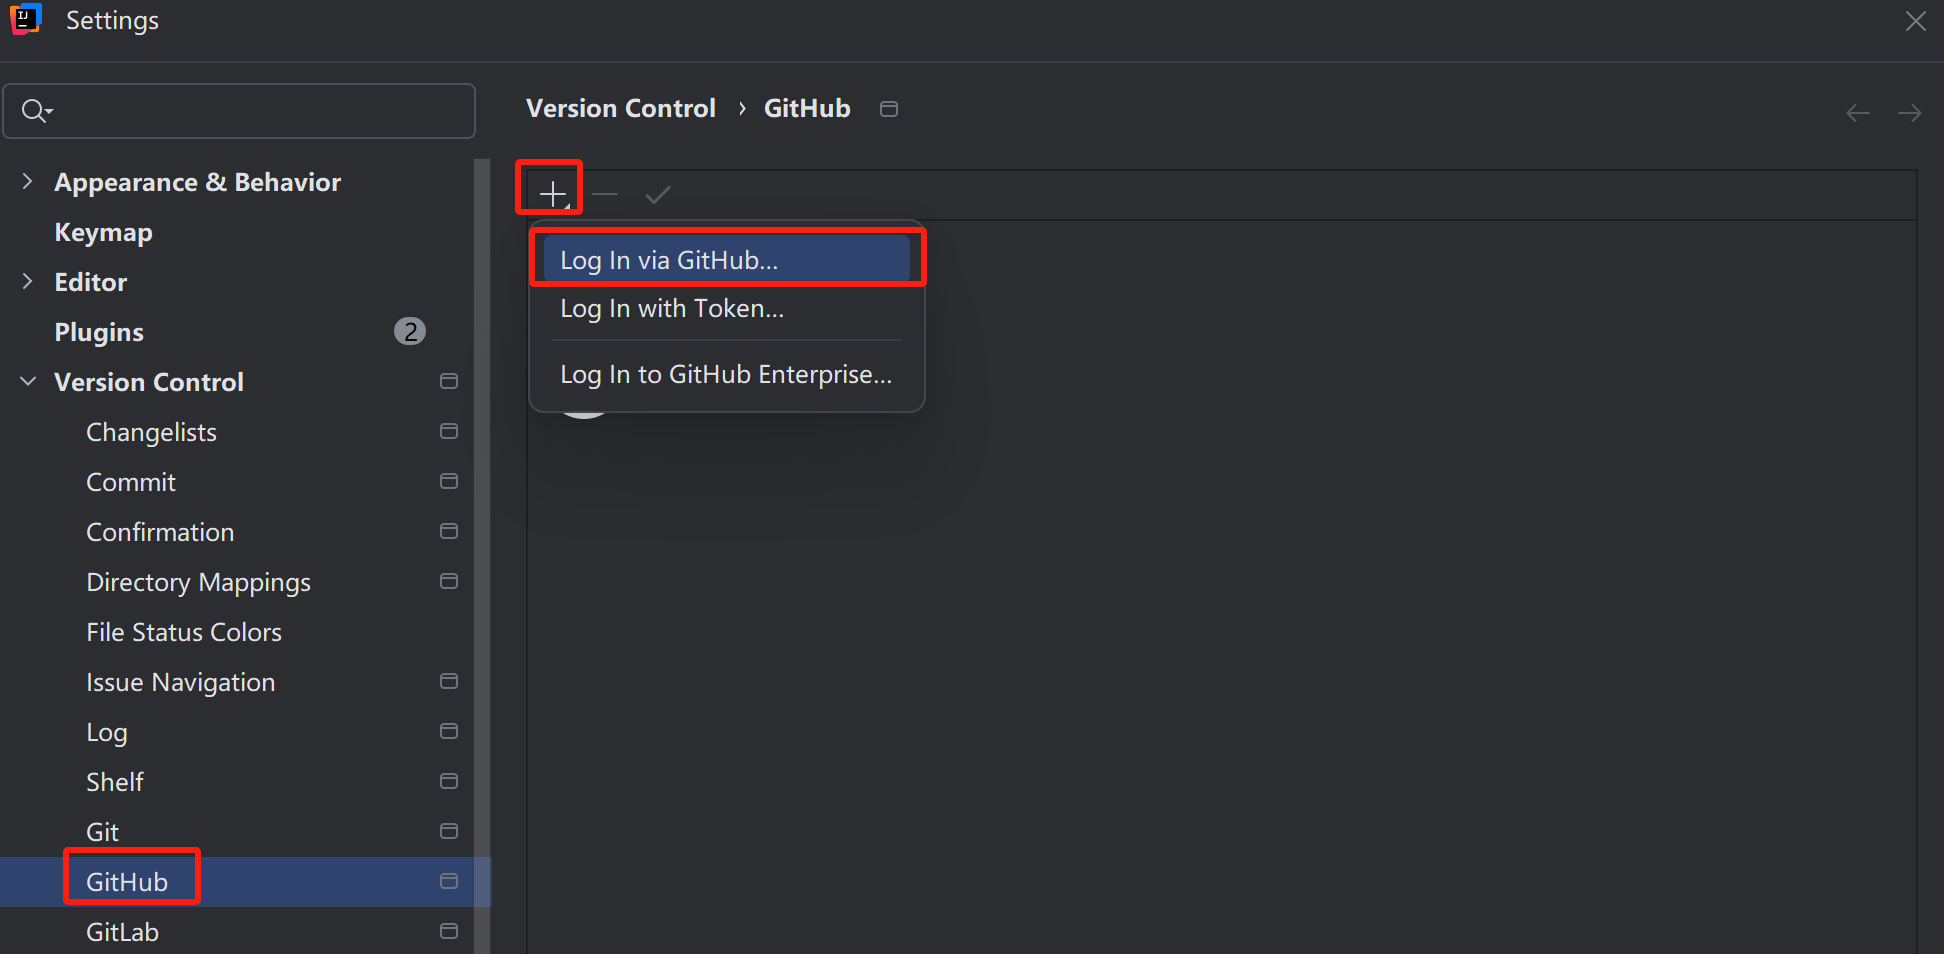 Settings
Version Control › GitHub
Appearance & Behavior
Keymap
Editor
Plugins 2
Version Control
Changelists
Commit
Confirmation
Directory Mappings
File Status Colors
Issue Navigation
Log
Shelf
Git
GitHub
GitLab
Log In via GitHub...
Log In with Token...
Log In to GitHub Enterprise...